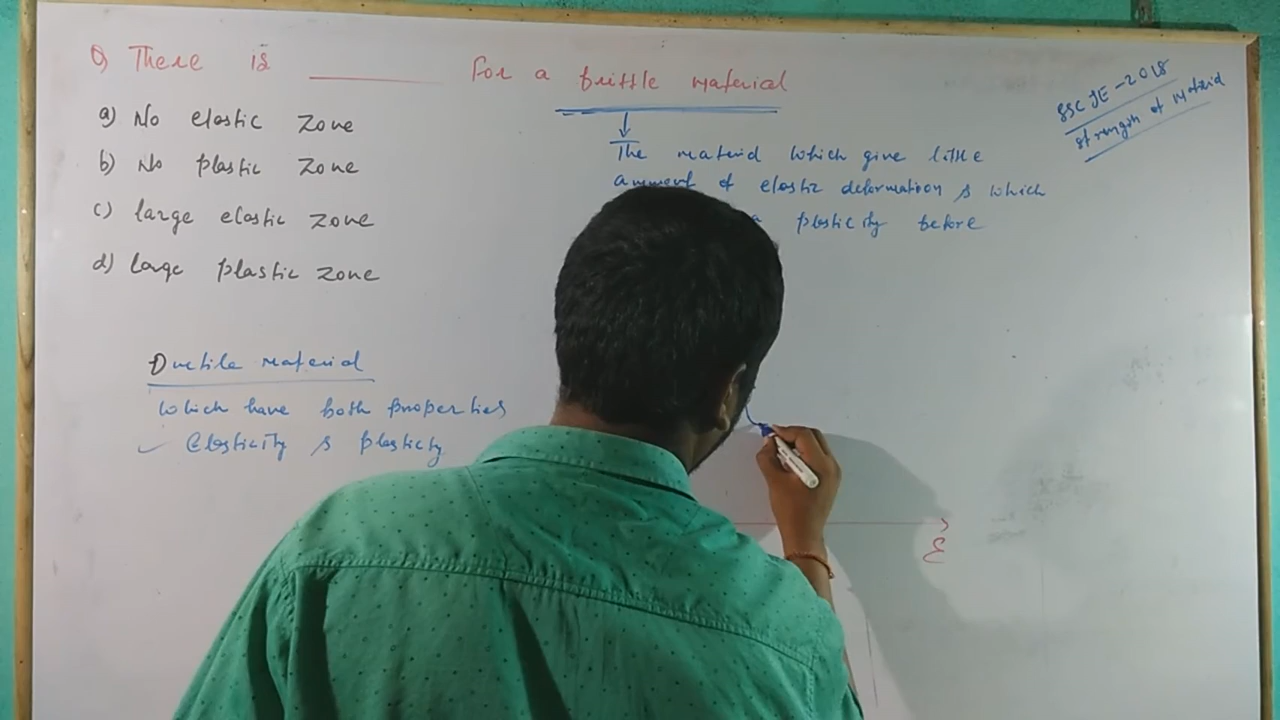 Q There is ______ For a brittle material
a) No elastic zone
b) No plastic zone
c) large elastic zone
d) large plastic zone
SSC JE-2018
strength of material
The material which give little
amount of elastic deformation & which
a plasticity before
Ductile material
which have both properties
✓ Elasticity & plasticity
ε